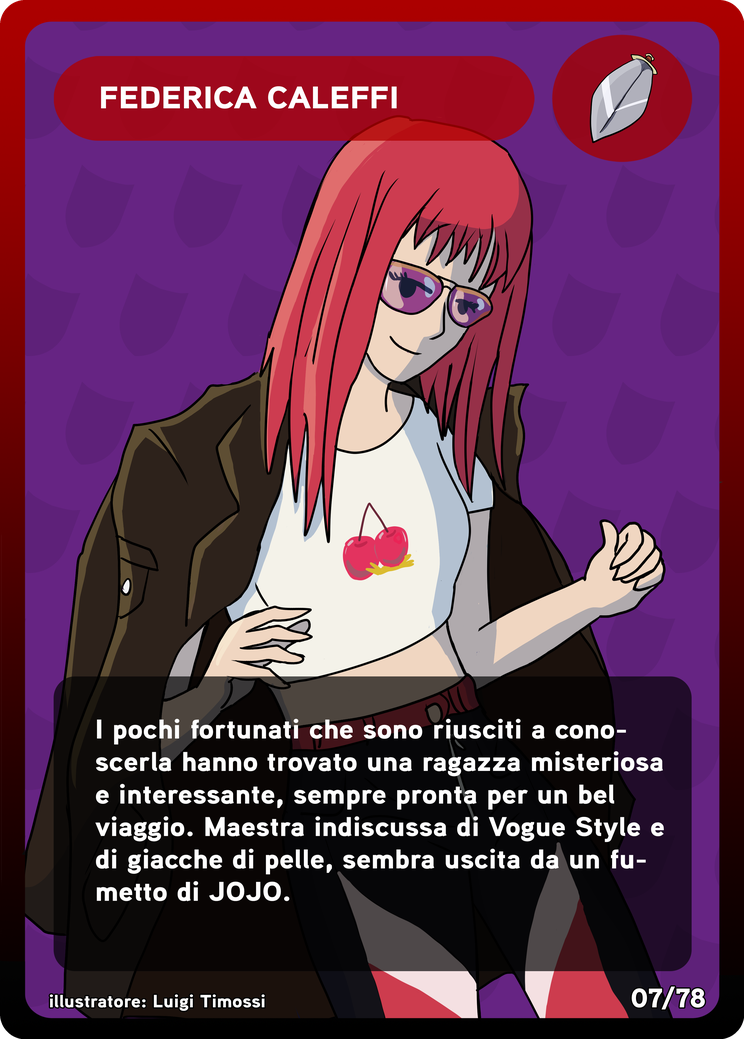 FEDERICA CALEFFI
I pochi fortunati che sono riusciti a cono-
scerla hanno trovato una ragazza misteriosa
e interessante, sempre pronta per un bel
viaggio. Maestra indiscussa di Vogue Style e
di giacche di pelle, sembra uscita da un fu-
metto di JOJO.
illustratore: Luigi Timossi
07/78